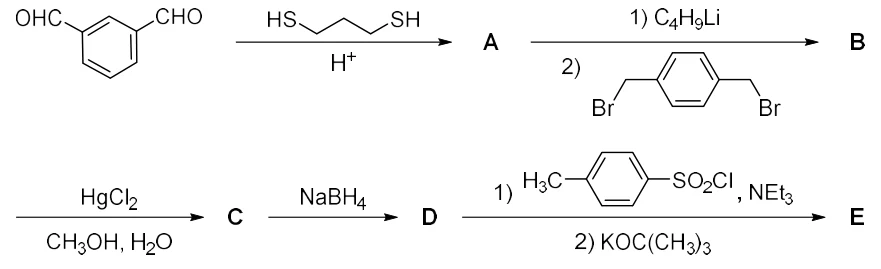 OHC CHO HS SH 1) C₄H₉Li
H⁺ A 2) B
Br Br
HgCl₂ NaBH₄ 1) H₃C SO₂Cl , NEt₃
CH₃OH, H₂O C D 2) KOC(CH₃)₃ E